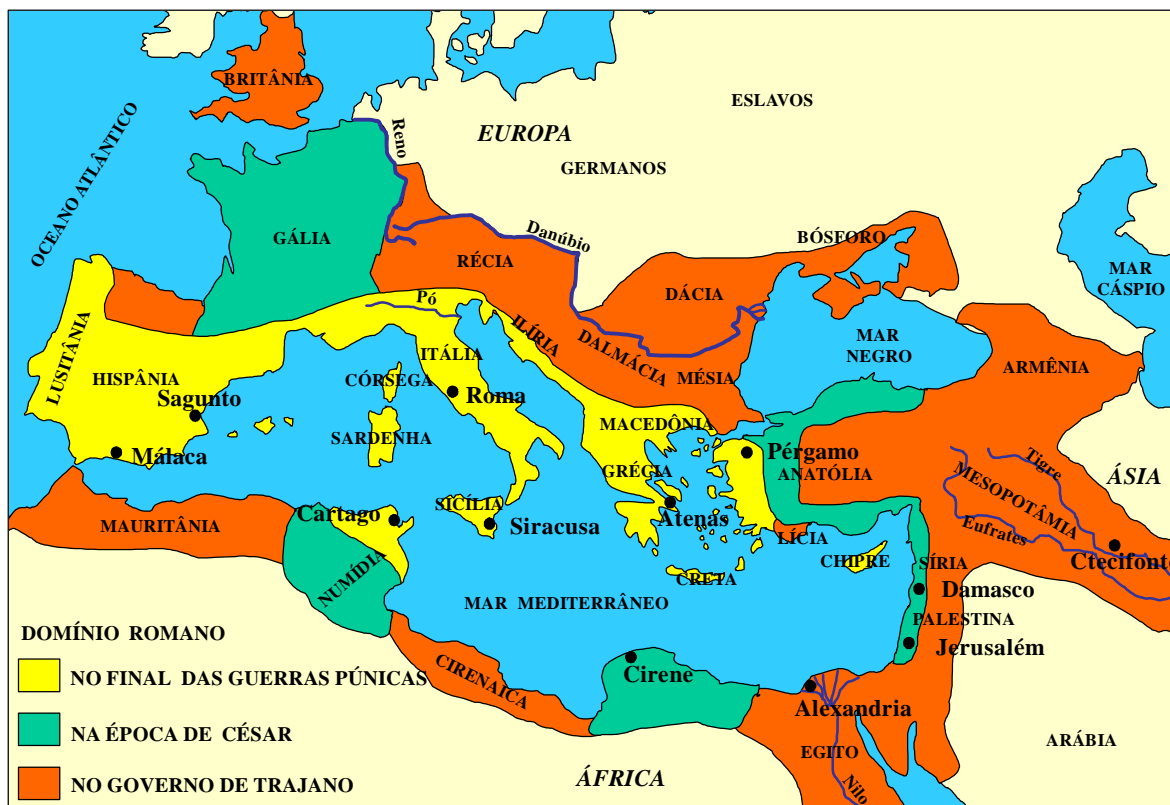 BRITÂNIA
ESLAVOS
OCEANO ATLÂNTICO
Reno
EUROPA
GERMANOS
GÁLIA
Danúbio
BÓSFORO
RÉCIA
MAR
CÁSPIO
DÁCIA
Pó
ILÍRIA
DALMÁCIA
MAR
NEGRO
LUSITÂNIA
ITÁLIA
ARMÊNIA
HISPÂNIA
CÓRSEGA
MÉSIA
Sagunto
Roma
MACEDÔNIA
SARDENHA
Málaca
Pérgamo
Tigre
GRÉCIA
ANATÓLIA
ÁSIA
MESOPOTÂMIA
SÍCÍLIA
Cartago
Siracusa
Atenas
MAURITÂNIA
Eufrates
LÍCIA
Ctecifonte
CHIPRE
SÍRIA
NUMÍDIA
CRETA
Damasco
MAR MEDITERRÂNEO
PALESTINA
DOMÍNIO ROMANO
Jerusalém
NO FINAL DAS GUERRAS PÚNICAS
CIRENAICA
Cirene
Alexandria
NA ÉPOCA DE CÉSAR
EGITO
ARÁBIA
NO GOVERNO DE TRAJANO
ÁFRICA
Nilo